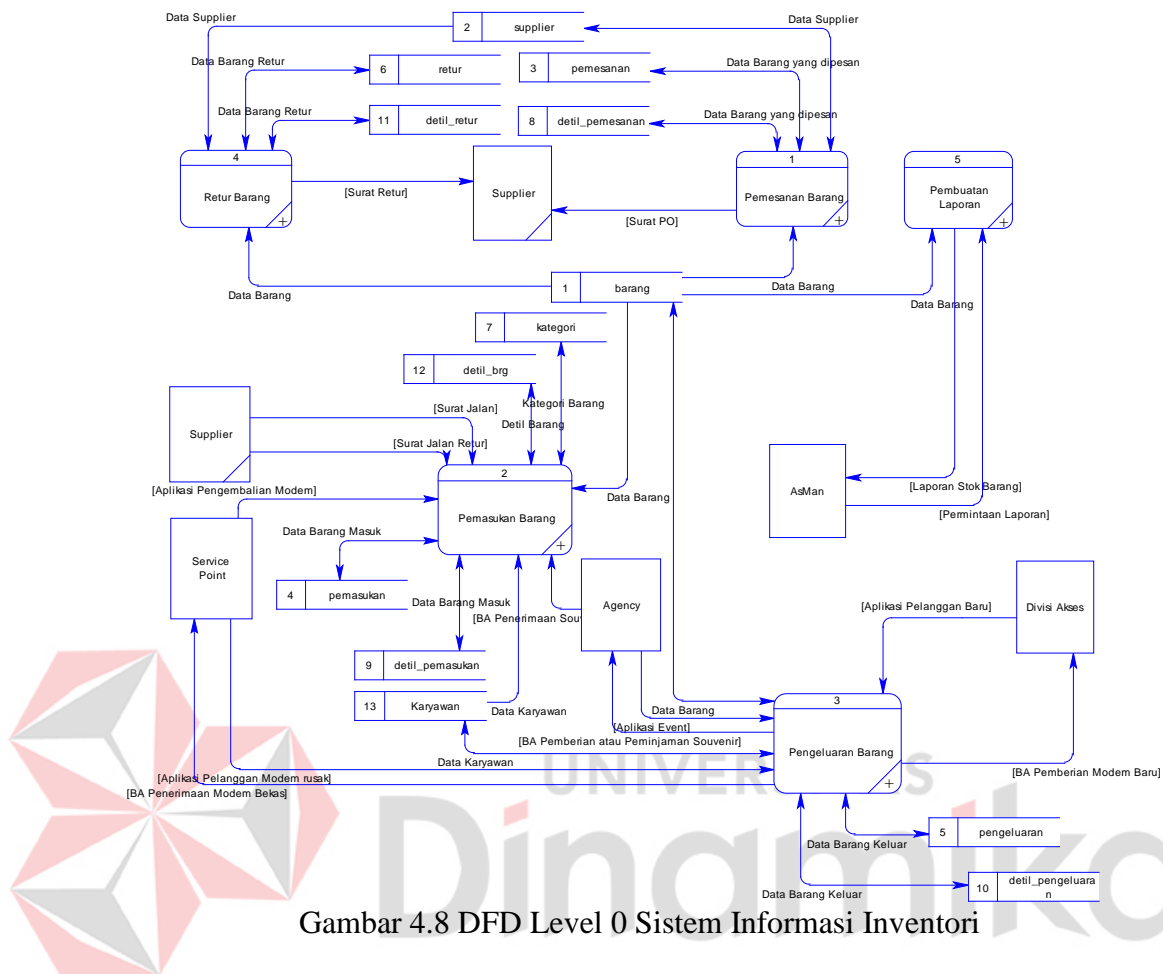 Data Supplier
2 supplier
Data Supplier
Data Barang Retur
6 retur
3 pemesanan
Data Barang yang dipesan
Data Barang Retur
11 detil_retur
8 detil_pemesanan
Data Barang yang dipesan
4
Retur Barang
[Surat Retur]
Supplier
1
Pemesanan Barang
[Surat PO]
5
Pembuatan
Laporan
Data Barang
1 barang
Data Barang
Data Barang
7 kategori
12 detil_brg
Kategori Barang
Detil Barang
Supplier
[Surat Jalan]
[Surat Jalan Retur]
2
Pemasukan Barang
Data Barang
Data Barang
AsMan
[Laporan Stok Barang]
[Permintaan Laporan]
[Aplikasi Pengembalian Modem]
Service
Point
Data Barang Masuk
4 pemasukan
Data Barang Masuk
[BA Penerimaan Sou
Agency
[Aplikasi Pelanggan Baru]
Divisi Akses
9 detil_pemasukan
13 Karyawan
Data Karyawan
Data Barang
[Aplikasi Event]
[BA Pemberian atau Peminjaman Souvenir]
3
Pengeluaran Barang
Data Karyawan
[Aplikasi Pelanggan Modem rusak]
[BA Penerimaan Modem Bekas]
[BA Pemberian Modem Baru]
UNIVER S
Dinamika
5 pengeluaran
Data Barang Keluar
10 detil_pengeluara
n
Data Barang Keluar
Gambar 4.8 DFD Level 0 Sistem Informasi Inventori